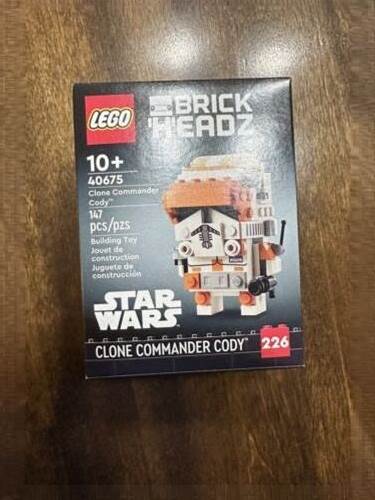 LEGO
BRICK
HEADZ
10+
40675
Clone Commander
Cody™
147
pcs/pzs
Building Toy
Jouet de
construction
Juguete de
construcción
STAR
WARS
CLONE COMMANDER CODY™
226